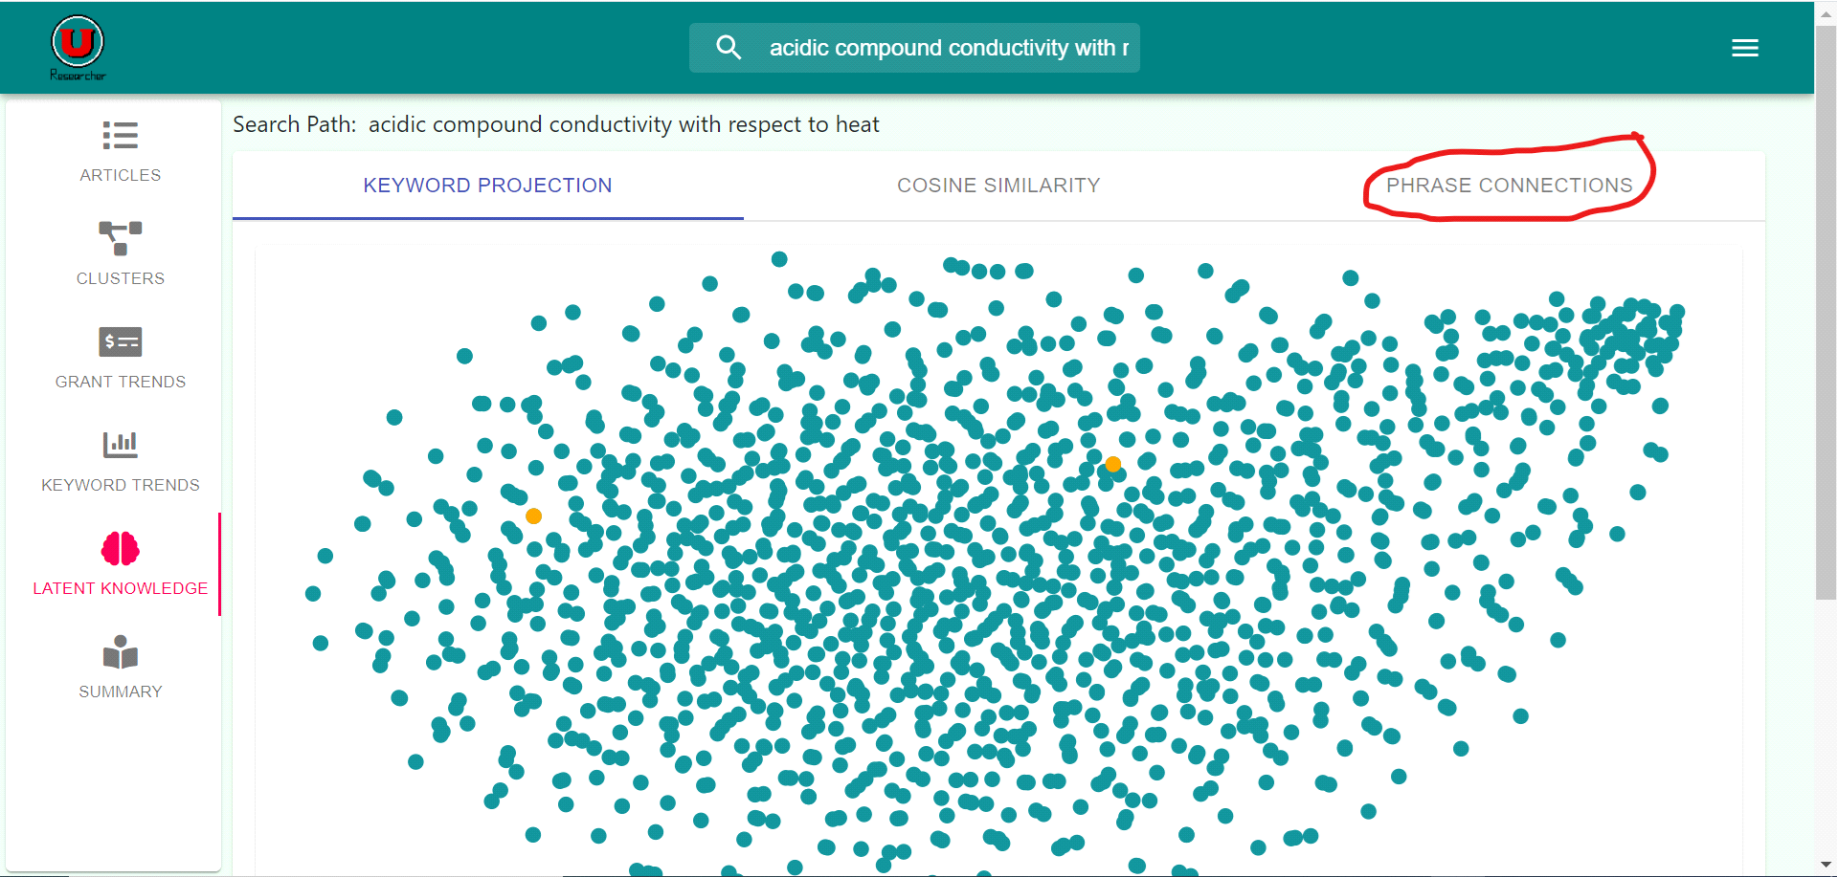 U
Researcher
acidic compound conductivity with r
Search Path: acidic compound conductivity with respect to heat
ARTICLES
CLUSTERS
GRANT TRENDS
KEYWORD TRENDS
LATENT KNOWLEDGE
SUMMARY
KEYWORD PROJECTION
COSINE SIMILARITY
PHRASE CONNECTIONS